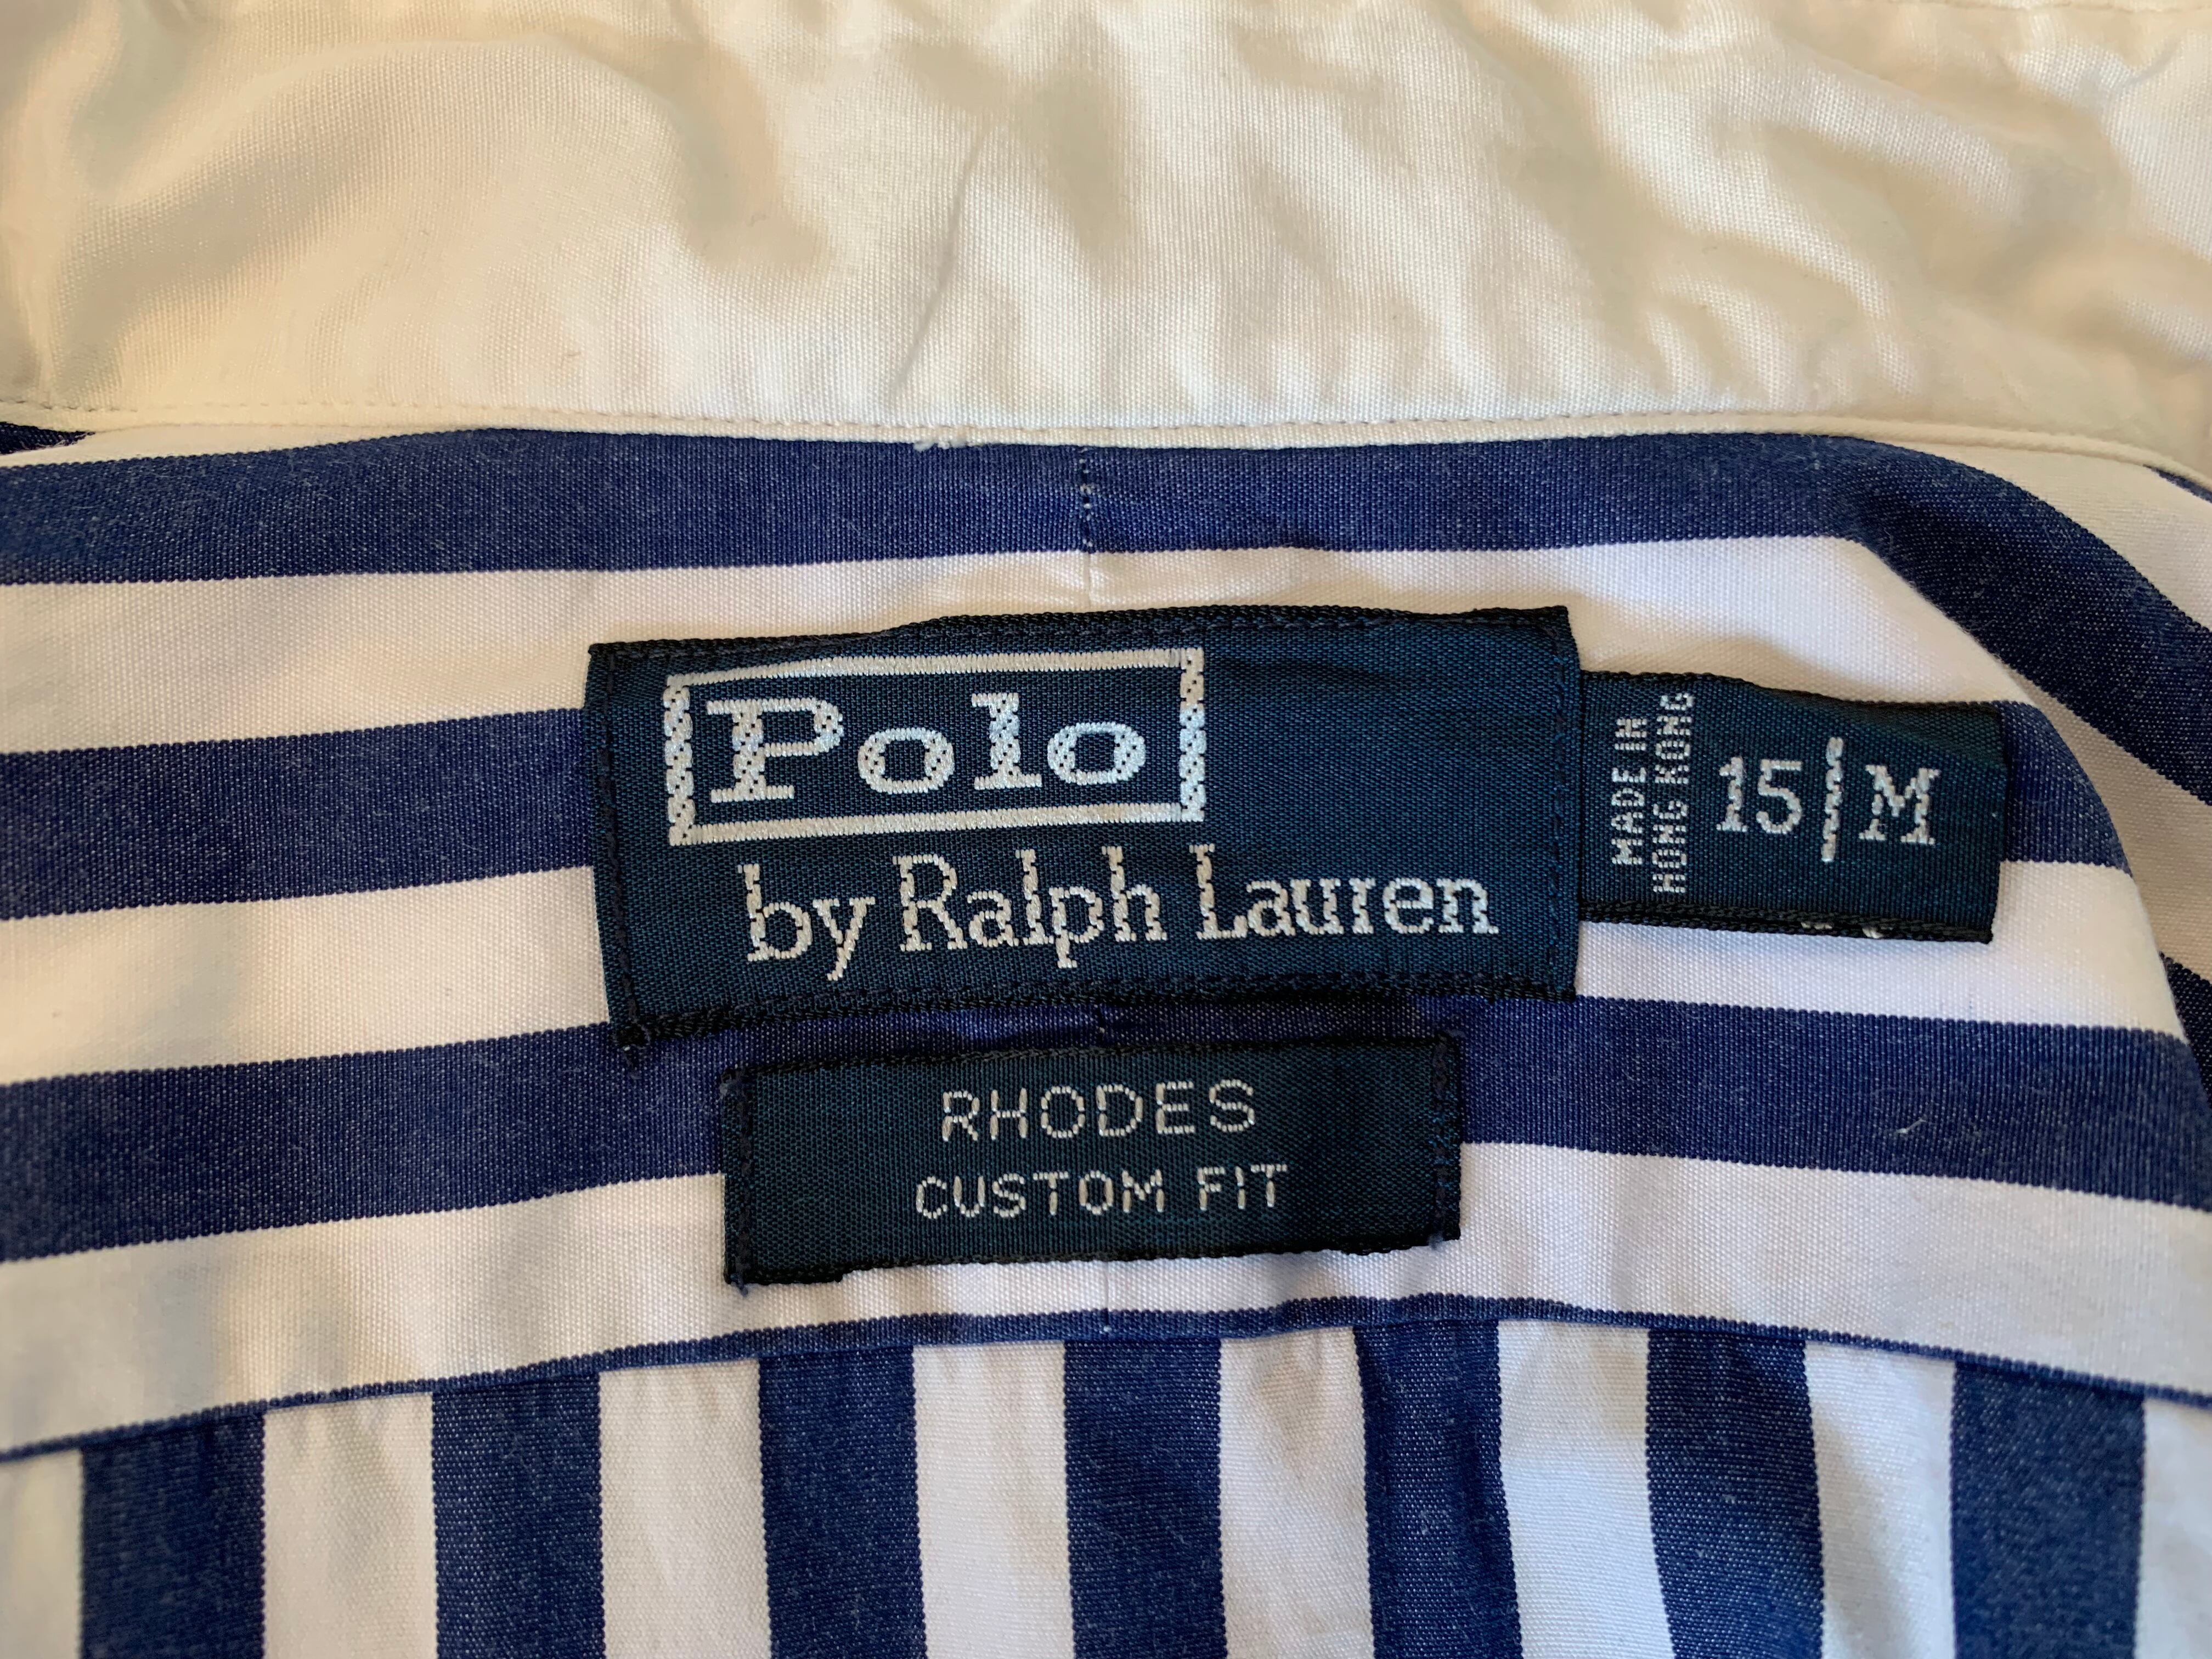 Polo
by Ralph Lauren
MADE IN
HONG KONG
15|M
RHODES
CUSTOM FIT